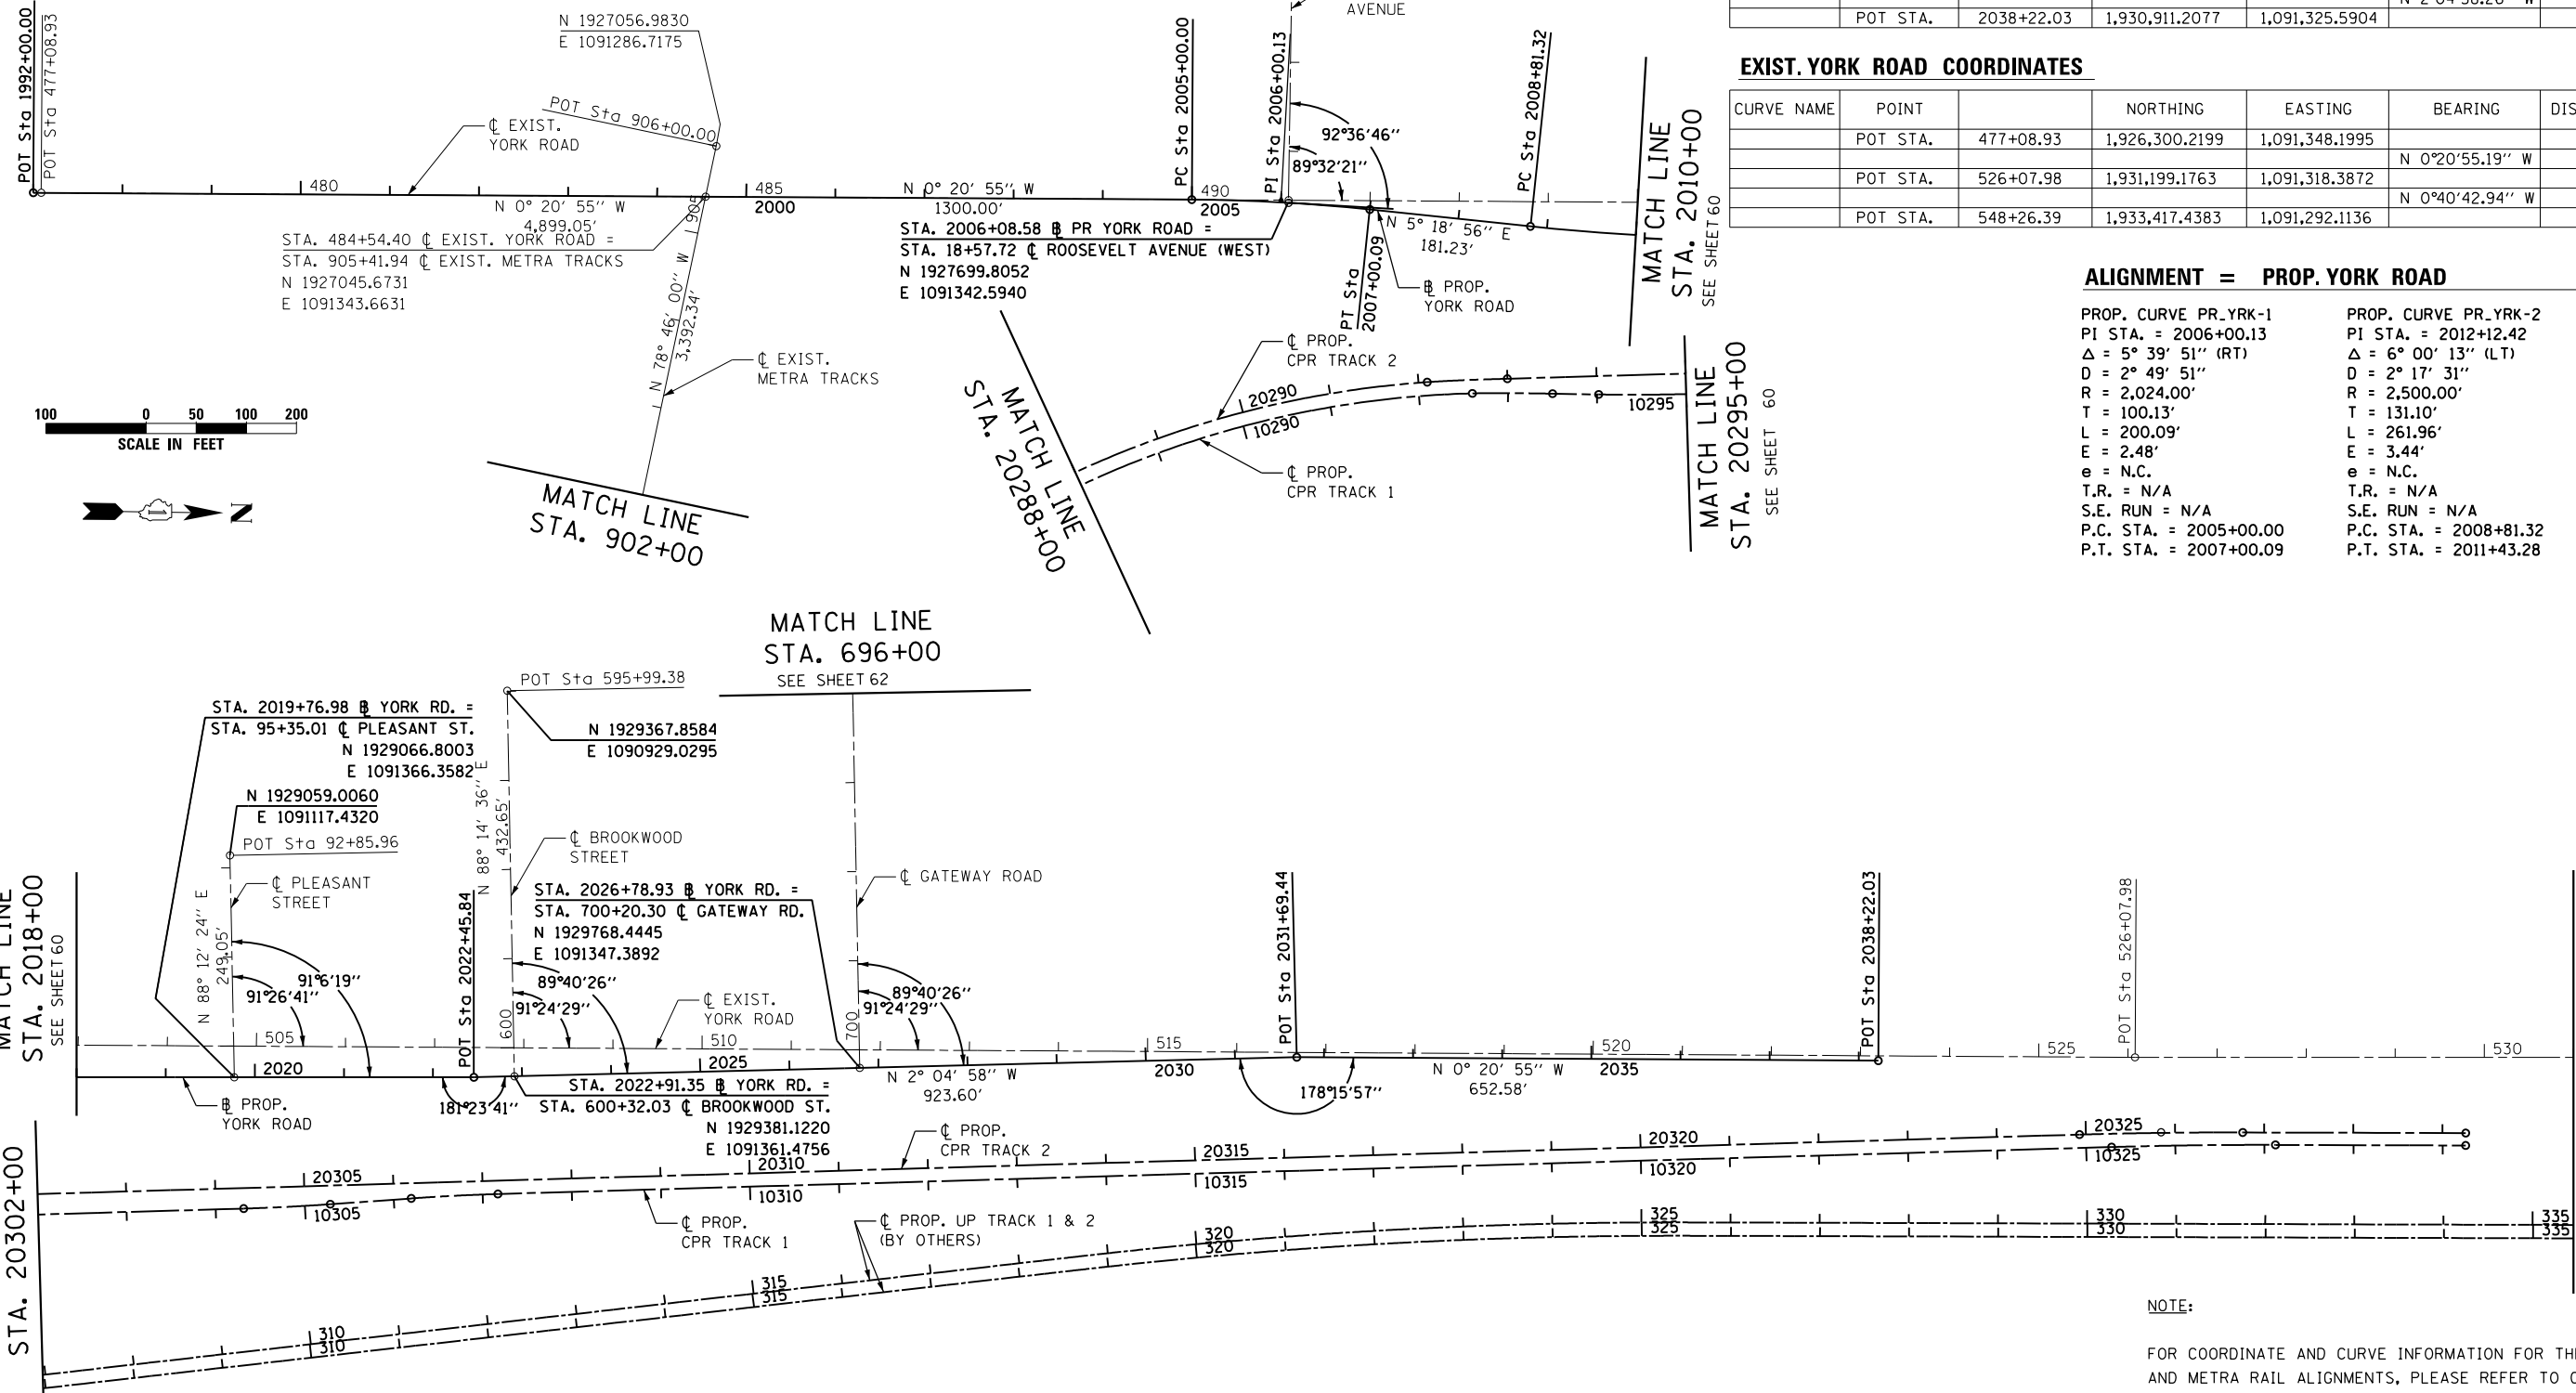 POT Sta 1992+00.00
POT Sta 477+08.93
N 1927056.9830
E 1091286.7175
POT Sta 906+00.00
℄ EXIST.
YORK ROAD
480
N 0° 20' 55'' W
4,899.05'
905
485
2000
STA. 484+54.40 ℄ EXIST. YORK ROAD =
STA. 905+41.94 ℄ EXIST. METRA TRACKS
N 1927045.6731
E 1091343.6631
N 78° 46' 00'' W
3,392.34'
℄ EXIST.
METRA TRACKS
MATCH LINE
STA. 902+00
100 0 50 100 200
SCALE IN FEET
N
N 0° 20' 55'' W
1300.00'
PC Sta 2005+00.00
490
2005
PI Sta 2006+00.13
AVENUE
92°36'46''
89°32'21''
PC Sta 2008+81.32
STA. 2006+08.58 B PR YORK ROAD =
STA. 18+57.72 ℄ ROOSEVELT AVENUE (WEST)
N 1927699.8052
E 1091342.5940
N 5° 18' 56'' E
181.23'
PT Sta
2007+00.09
B PROP.
YORK ROAD
MATCH LINE
STA. 2010+00
SEE SHEET 60
℄ PROP.
CPR TRACK 2
20290
10290
10295
℄ PROP.
CPR TRACK 1
MATCH LINE
STA. 20288+00
MATCH LINE
STA. 20295+00
SEE SHEET 60
POT STA. 2038+22.03 1,930,911.2077 1,091,325.5904
EXIST. YORK ROAD COORDINATES
CURVE NAME POINT NORTHING EASTING BEARING DIS
POT STA. 477+08.93 1,926,300.2199 1,091,348.1995
N 0°20'55.19'' W
POT STA. 526+07.98 1,931,199.1763 1,091,318.3872
N 0°40'42.94'' W
POT STA. 548+26.39 1,933,417.4383 1,091,292.1136
ALIGNMENT = PROP. YORK ROAD
PROP. CURVE PR_YRK-1
PI STA. = 2006+00.13
Δ = 5° 39' 51'' (RT)
D = 2° 49' 51''
R = 2,024.00'
T = 100.13'
L = 200.09'
E = 2.48'
e = N.C.
T.R. = N/A
S.E. RUN = N/A
P.C. STA. = 2005+00.00
P.T. STA. = 2007+00.09
PROP. CURVE PR_YRK-2
PI STA. = 2012+12.42
Δ = 6° 00' 13'' (LT)
D = 2° 17' 31''
R = 2,500.00'
T = 131.10'
L = 261.96'
E = 3.44'
e = N.C.
T.R. = N/A
S.E. RUN = N/A
P.C. STA. = 2008+81.32
P.T. STA. = 2011+43.28
MATCH LINE
STA. 696+00
SEE SHEET 62
POT Sta 595+99.38
N 1929367.8584
E 1090929.0295
STA. 2019+76.98 B YORK RD. =
STA. 95+35.01 ℄ PLEASANT ST.
N 1929066.8003
E 1091366.3582
N 1929059.0060
E 1091117.4320
POT Sta 92+85.96
℄ PLEASANT
STREET
N 88° 12' 24'' E
249.05'
91°26'41''
91°6'19''
MATCH LINE
STA. 2018+00
SEE SHEET 60
505
2020
POT Sta 2022+45.84
N 88° 14' 36'' E
432.65'
℄ BROOKWOOD
STREET
STA. 2026+78.93 B YORK RD. =
STA. 700+20.30 ℄ GATEWAY RD.
N 1929768.4445
E 1091347.3892
89°40'26''
91°24'29''
600
℄ EXIST.
YORK ROAD
510
2025
℄ GATEWAY ROAD
89°40'26''
91°24'29''
700
B PROP.
YORK ROAD
181°23'41''
STA. 2022+91.35 B YORK RD. =
STA. 600+32.03 ℄ BROOKWOOD ST.
N 1929381.1220
E 1091361.4756
N 2° 04' 58'' W
923.60'
515
2030
POT Sta 2031+69.44
178°15'57''
N 0° 20' 55'' W
652.58'
520
2035
POT Sta 2038+22.03
525
POT Sta 526+07.98
530
STA. 20302+00
20305
10305
20310
10310
℄ PROP.
CPR TRACK 2
20315
10315
20320
10320
20325
10325
℄ PROP.
CPR TRACK 1
℄ PROP. UP TRACK 1 & 2
(BY OTHERS)
310
310
315
315
320
320
325
325
330
330
335
335
NOTE:
FOR COORDINATE AND CURVE INFORMATION FOR TH
AND METRA RAIL ALIGNMENTS, PLEASE REFER TO